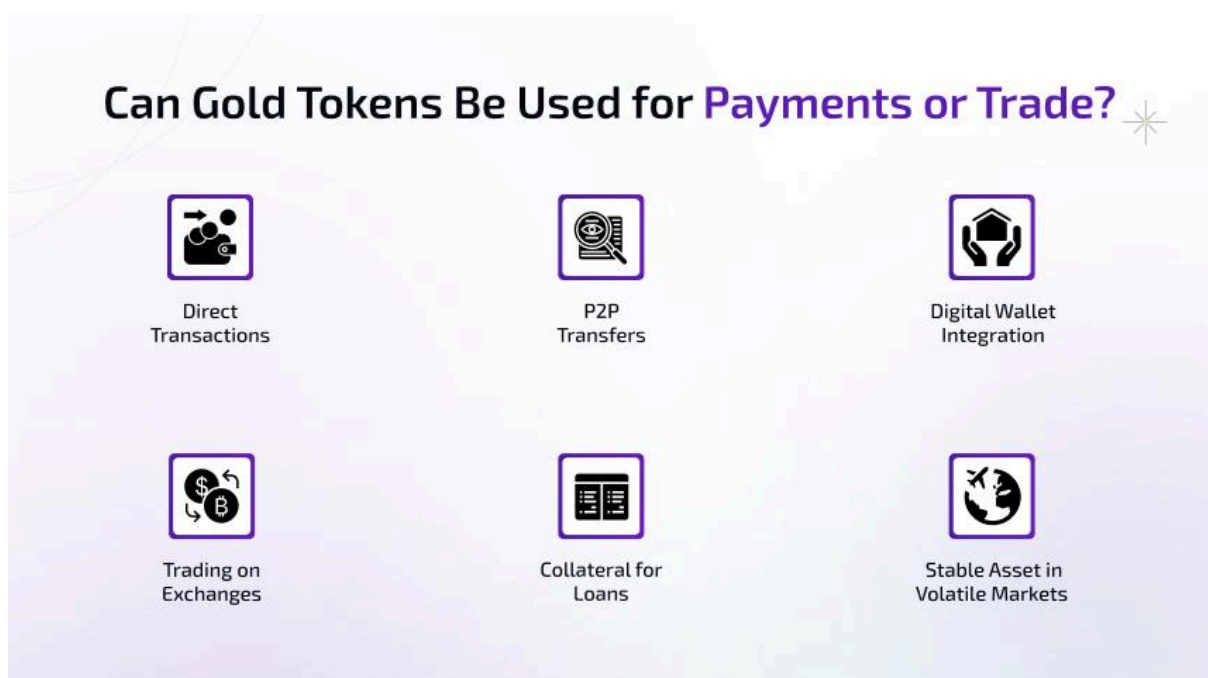 Can Gold Tokens Be Used for Payments or Trade?
Direct
Transactions
P2P
Transfers
Digital Wallet
Integration
Trading on
Exchanges
Collateral for
Loans
Stable Asset in
Volatile Markets